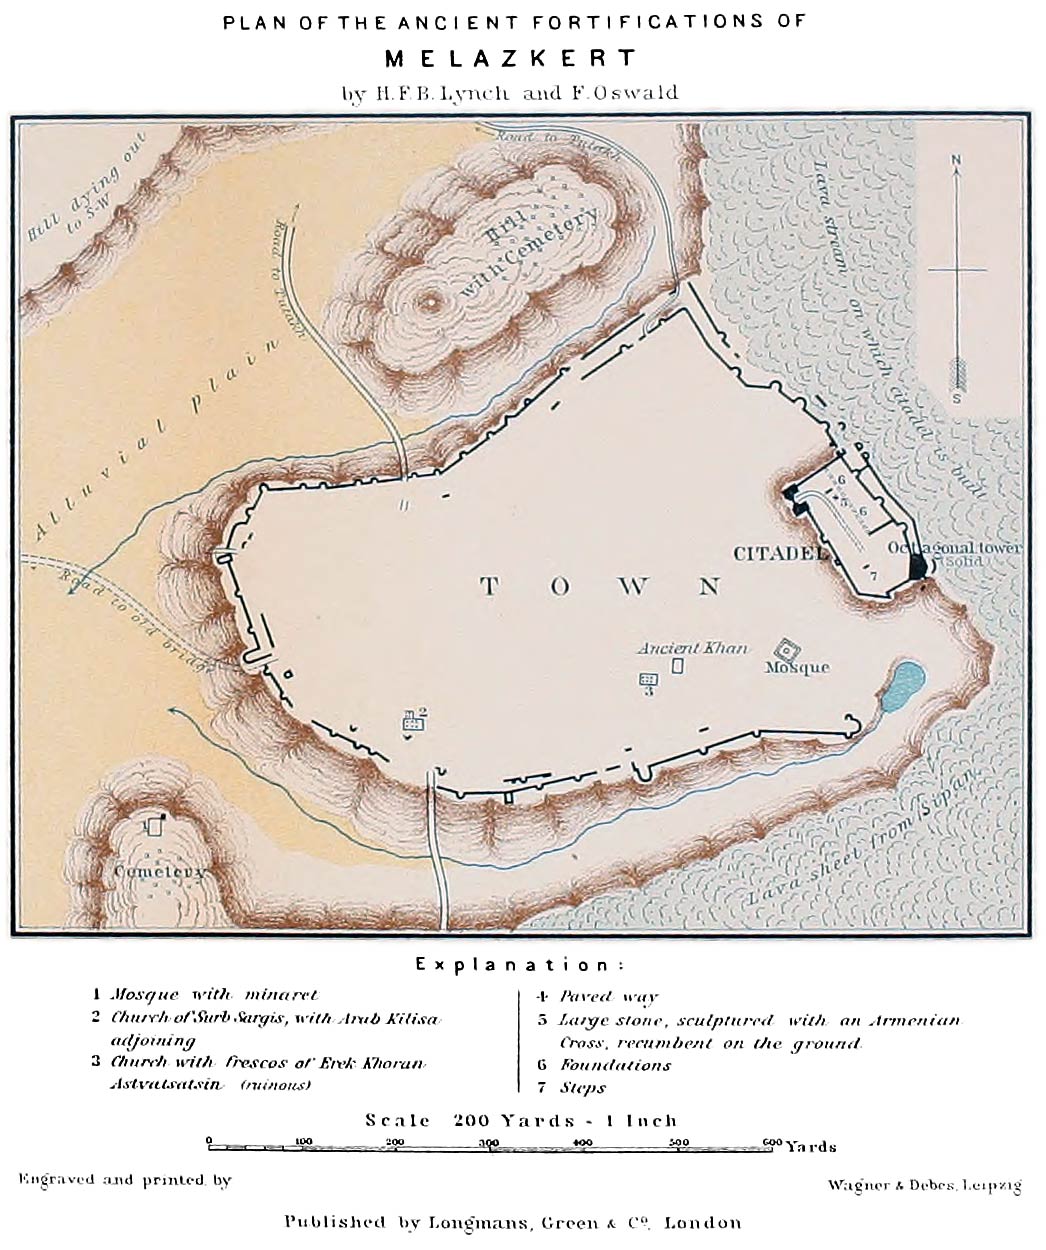 PLAN OF THE ANCIENT FORTIFICATIONS OF
MELAZKERT
by H.F.B. Lynch and F. Oswald
Hill dying out
to S-W
Road to
Road to
Hill
with Cemetery
Lava stream, on which citadel is built
N
S
Alluvial plain
6
5
6
7
CITADEL
Octagonal tower
(Solid)
TOWN
Road to old bridge
Ancient Khan
Mosque
3
2
1
Cemetery
Lava sheet from Sipan
Explanation:
1 Mosque with minaret
2 Church of Surb Sargis, with Arab Kilisa
adjoining
3 Church with frescos of Erek Khoran
Astvatsatsin (ruinous)
4 Paved way
5 Large stone, sculptured with an Armenian
Cross, recumbent on the ground
6 Foundations
7 Steps
Scale 200 Yards - 1 Inch
0 100 200 300 400 500 600 Yards
Engraved and printed by
Wagner & Debes, Leipzig
Published by Longmans, Green & Co. London